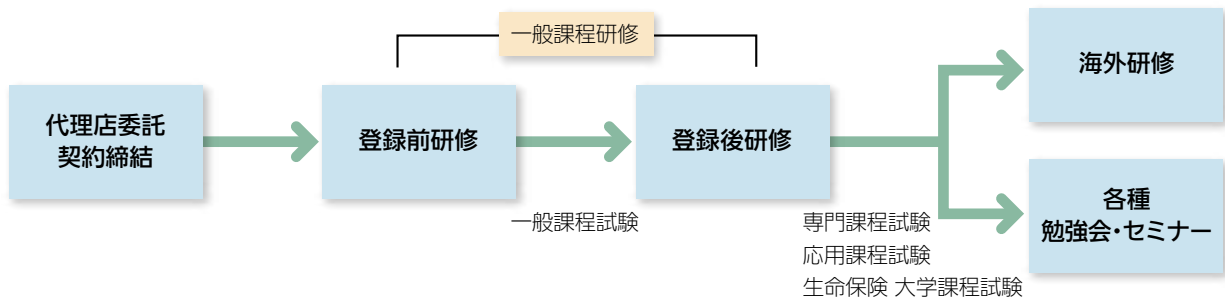 一般課程研修
代理店委託
契約締結
登録前研修
登録後研修
海外研修
各種
勉強会・セミナー
一般課程試験
専門課程試験
応用課程試験
生命保険 大学課程試験